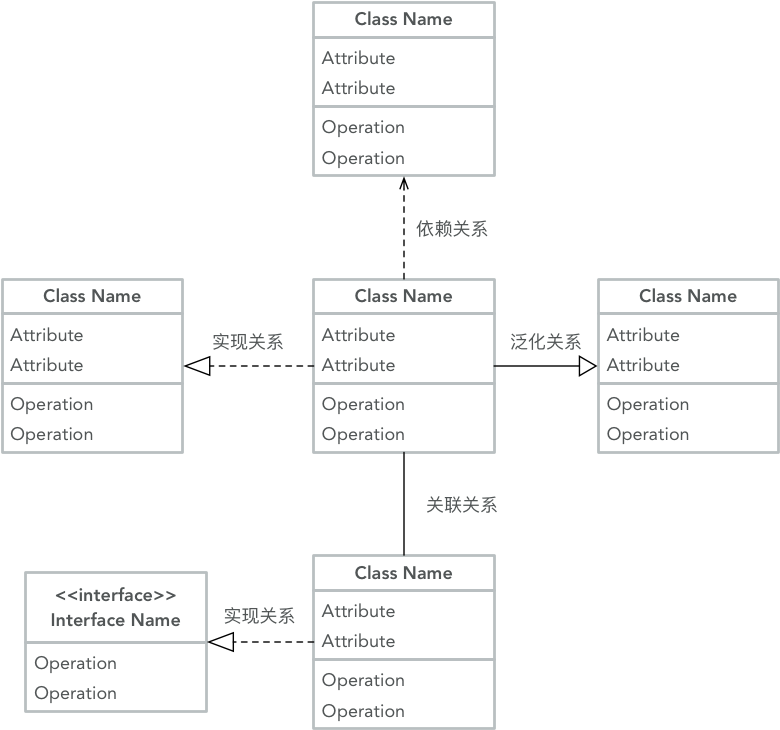 Class Name
Attribute
Attribute
Operation
Operation
依赖关系
Class Name
Attribute
Attribute
Operation
Operation
实现关系
Class Name
Attribute
Attribute
Operation
Operation
泛化关系
Class Name
Attribute
Attribute
Operation
Operation
关联关系
<<interface>>
Interface Name
Operation
Operation
实现关系
Class Name
Attribute
Attribute
Operation
Operation